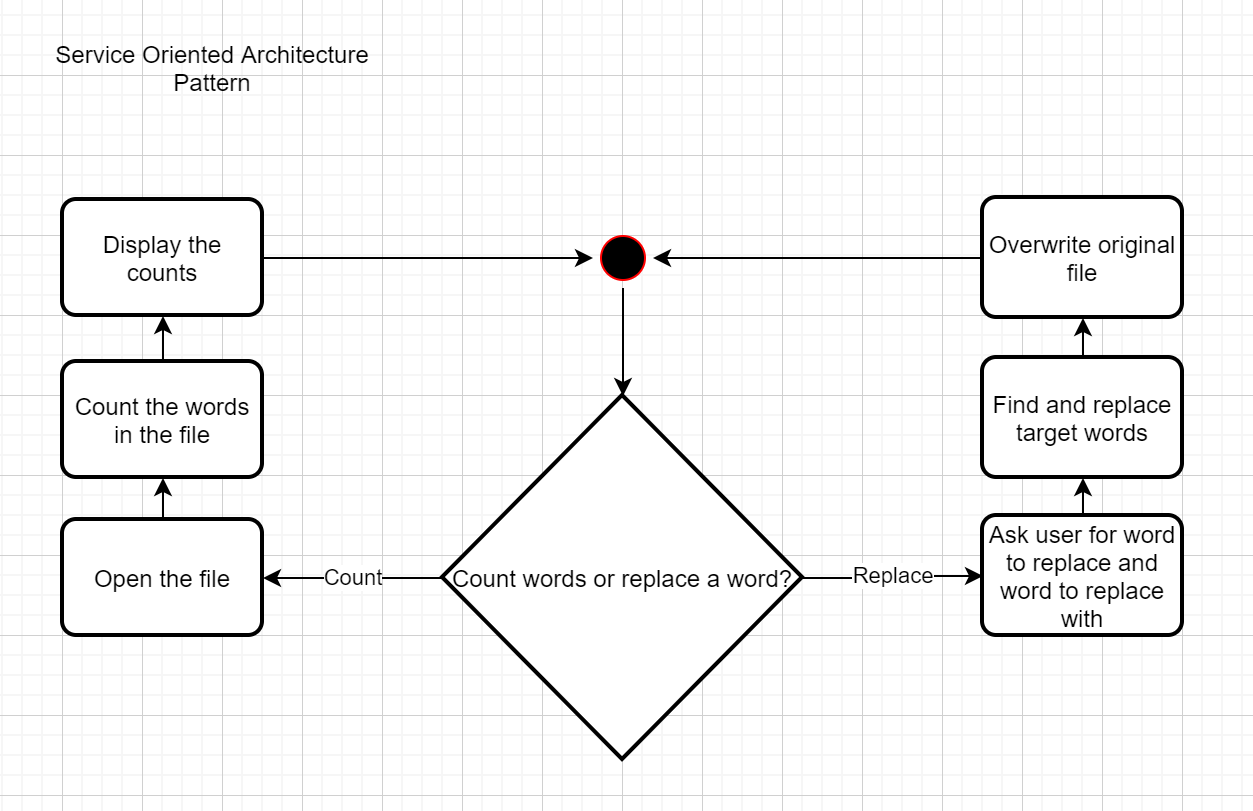 Service Oriented Architecture
Pattern
Display the
counts
Overwrite original
file
Count the words
in the file
Find and replace
target words
Open the file
Count
Count words or replace a word?
Replace
Ask user for word
to replace and
word to replace
with